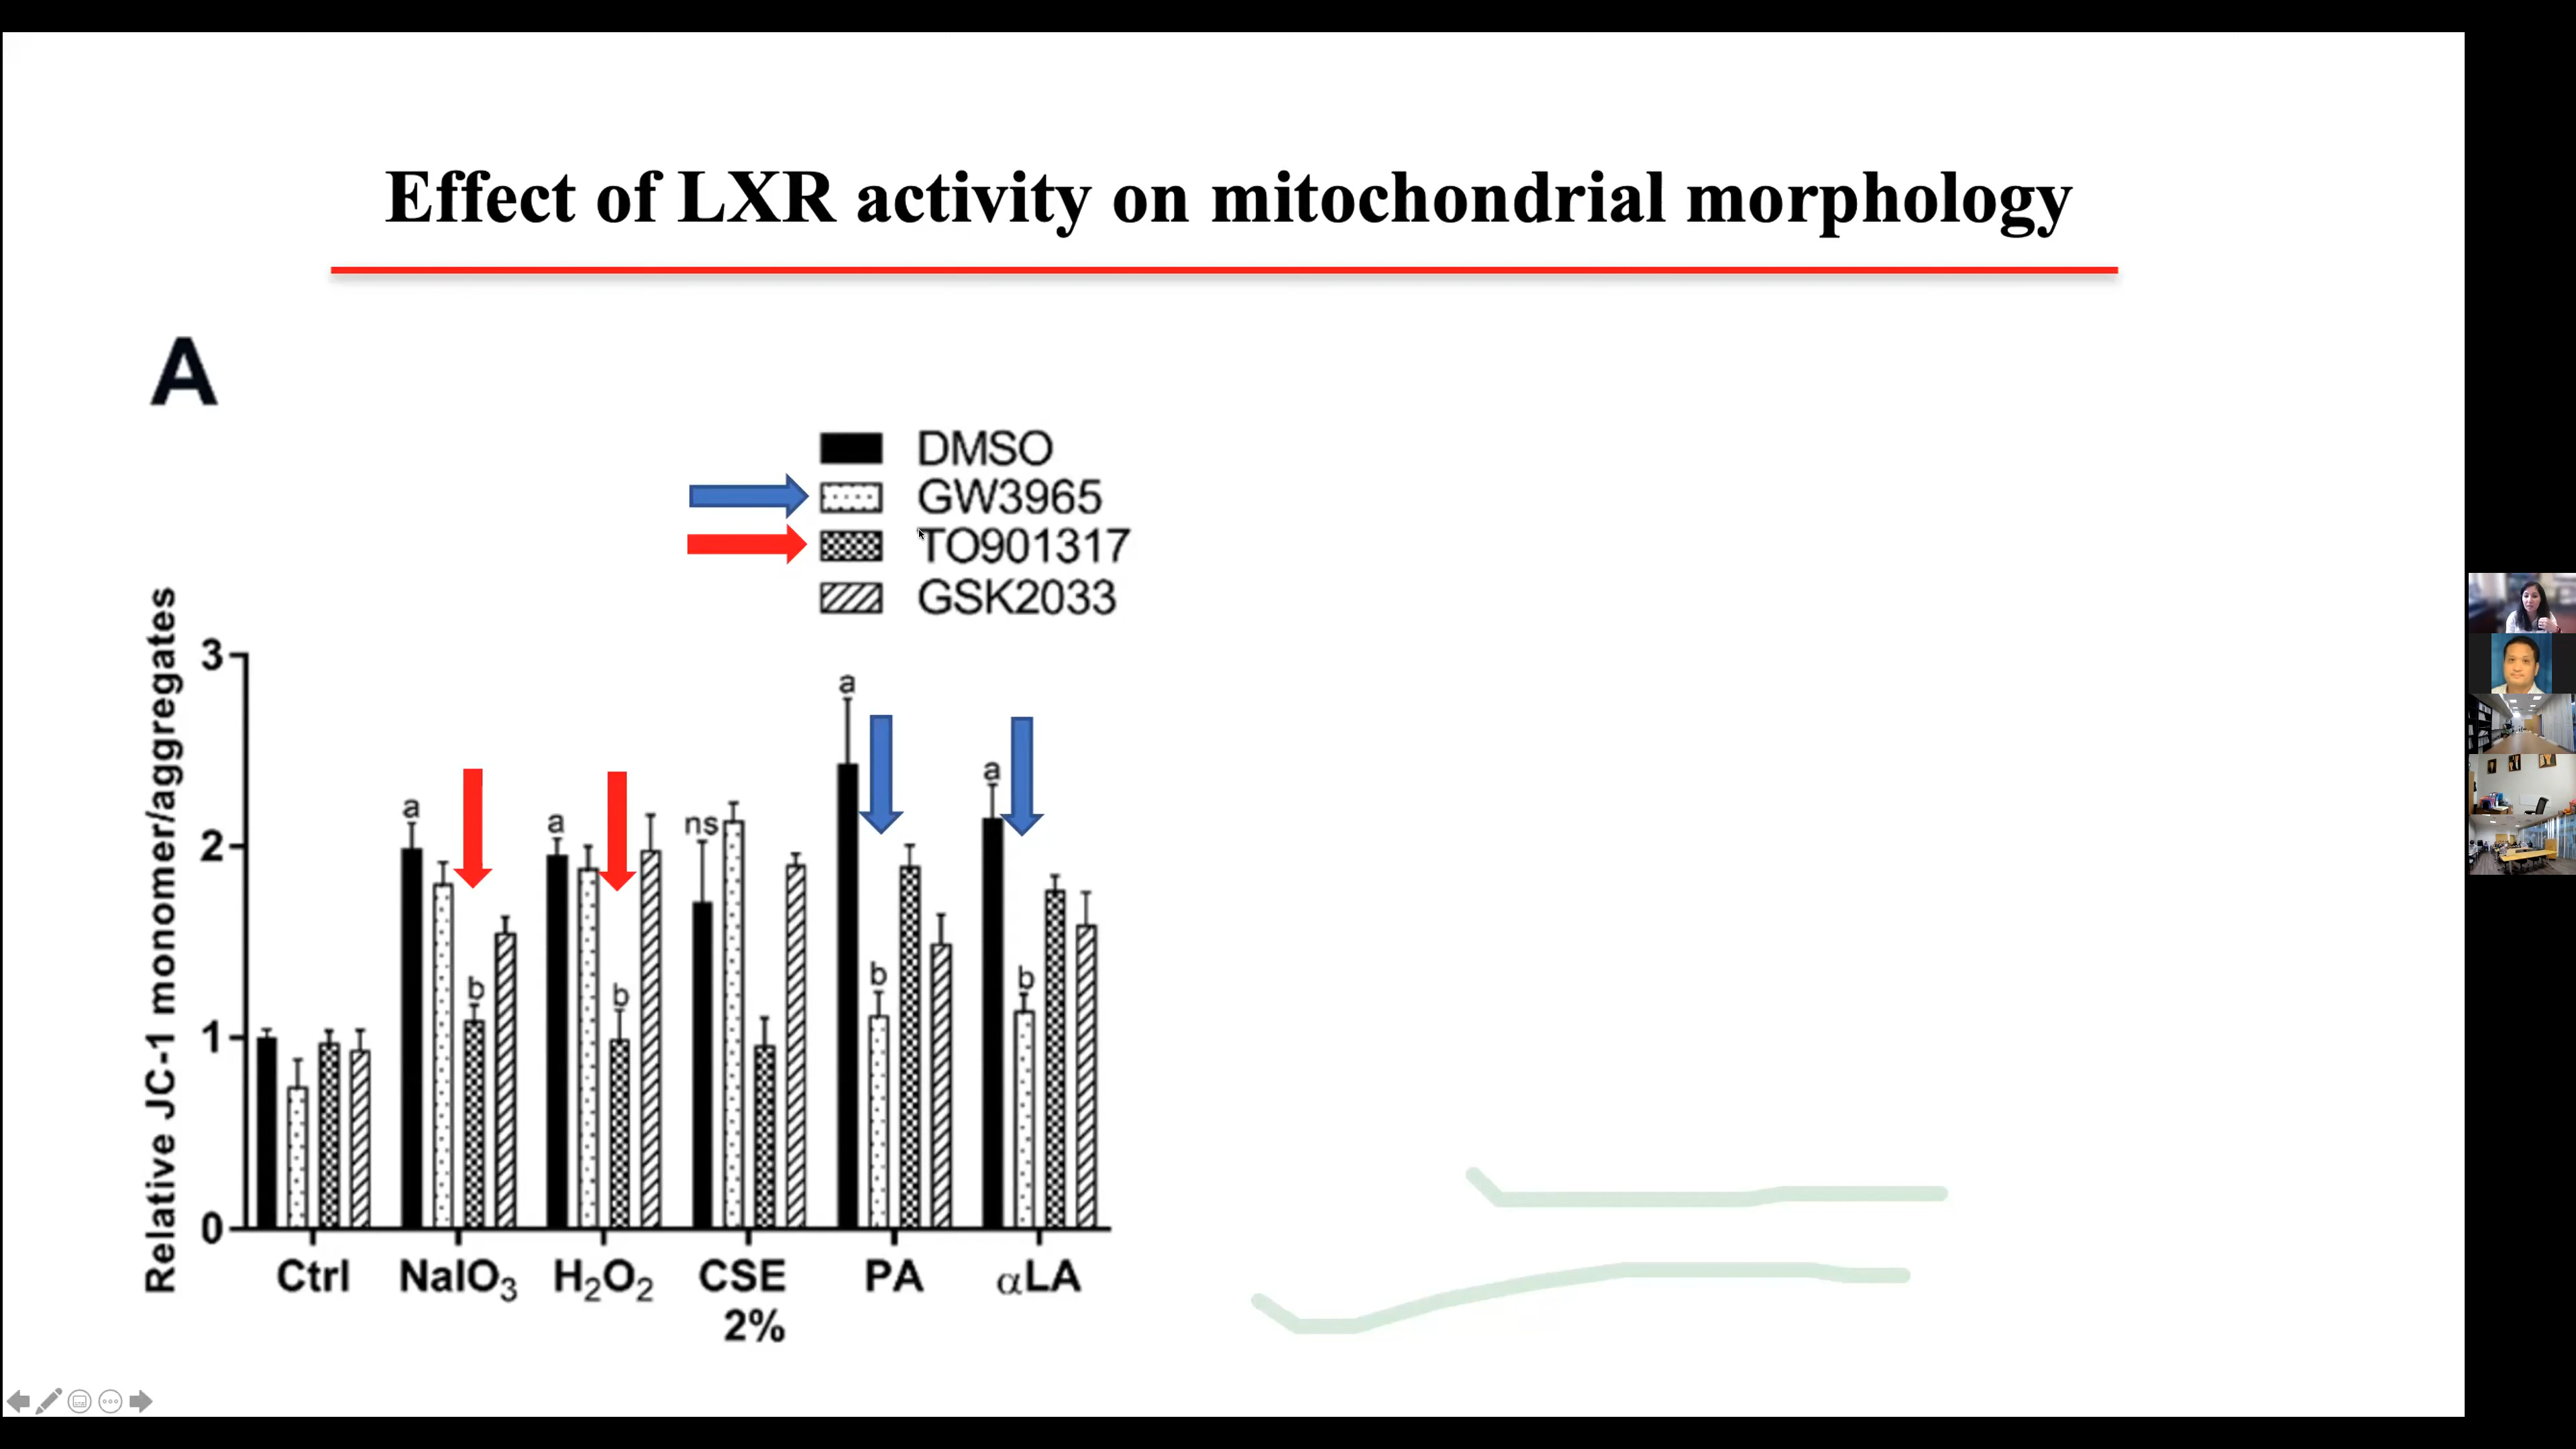 Effect of LXR activity on mitochondrial morphology
A
DMSO
GW3965
TO901317
GSK2033
Relative JC-1 monomer/aggregates
3
2
1
0
a
b
a
b
ns
a
b
a
b
Ctrl
NaIO3
H2O2
CSE
2%
PA
αLA